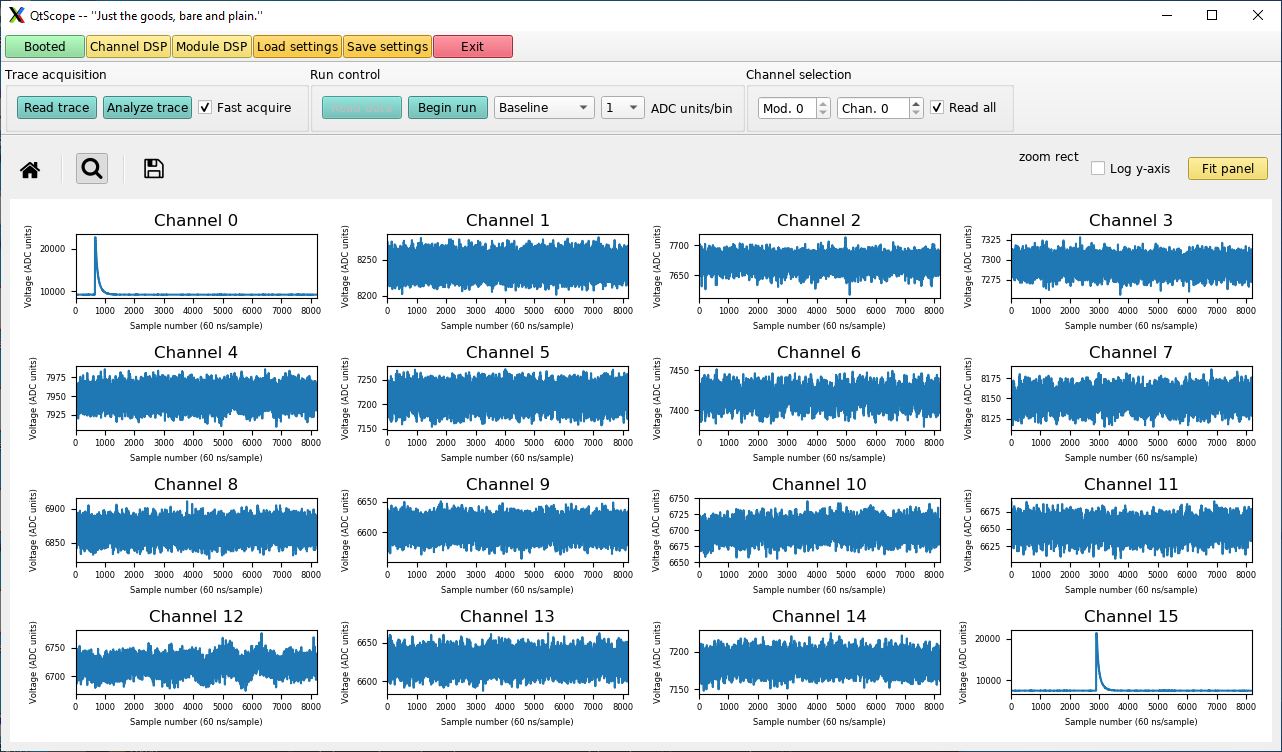 QtScope -- "Just the goods, bare and plain."
Booted Channel DSP Module DSP Load settings Save settings Exit
Trace acquisition Run control Channel selection
Read trace Analyze trace Fast acquire Read data Begin run Baseline 1 ADC units/bin Mod. 0 Chan. 0 Read all
zoom rect
Log y-axis Fit panel
Channel 0 Channel 1 Channel 2 Channel 3
Voltage (ADC units) 20000 10000
Voltage (ADC units) 8250 8200
Voltage (ADC units) 7700 7650
Voltage (ADC units) 7325 7300 7275
0 1000 2000 3000 4000 5000 6000 7000 8000 0 1000 2000 3000 4000 5000 6000 7000 8000 0 1000 2000 3000 4000 5000 6000 7000 8000 0 1000 2000 3000 4000 5000 6000 7000 8000
Sample number (60 ns/sample) Sample number (60 ns/sample) Sample number (60 ns/sample) Sample number (60 ns/sample)
Channel 4 Channel 5 Channel 6 Channel 7
Voltage (ADC units) 7975 7950 7925
Voltage (ADC units) 7250 7200 7150
Voltage (ADC units) 7450 7400
Voltage (ADC units) 8175 8150 8125
0 1000 2000 3000 4000 5000 6000 7000 8000 0 1000 2000 3000 4000 5000 6000 7000 8000 0 1000 2000 3000 4000 5000 6000 7000 8000 0 1000 2000 3000 4000 5000 6000 7000 8000
Sample number (60 ns/sample) Sample number (60 ns/sample) Sample number (60 ns/sample) Sample number (60 ns/sample)
Channel 8 Channel 9 Channel 10 Channel 11
Voltage (ADC units) 6900 6850
Voltage (ADC units) 6650 6600
Voltage (ADC units) 6750 6725 6700 6675 6650
Voltage (ADC units) 6675 6650 6625
0 1000 2000 3000 4000 5000 6000 7000 8000 0 1000 2000 3000 4000 5000 6000 7000 8000 0 1000 2000 3000 4000 5000 6000 7000 8000 0 1000 2000 3000 4000 5000 6000 7000 8000
Sample number (60 ns/sample) Sample number (60 ns/sample) Sample number (60 ns/sample) Sample number (60 ns/sample)
Channel 12 Channel 13 Channel 14 Channel 15
Voltage (ADC units) 6750 6700
Voltage (ADC units) 6650 6600
Voltage (ADC units) 7200 7150
Voltage (ADC units) 20000 10000
0 1000 2000 3000 4000 5000 6000 7000 8000 0 1000 2000 3000 4000 5000 6000 7000 8000 0 1000 2000 3000 4000 5000 6000 7000 8000 0 1000 2000 3000 4000 5000 6000 7000 8000
Sample number (60 ns/sample) Sample number (60 ns/sample) Sample number (60 ns/sample) Sample number (60 ns/sample)